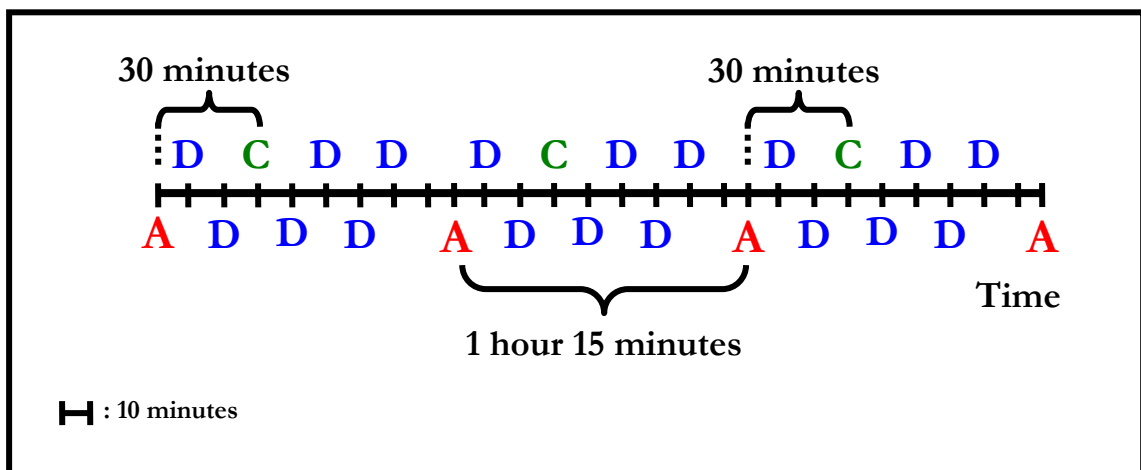 30 minutes 30 minutes
D C D D D C D D D C D D
A D D D A D D D A D D D A
Time
1 hour 15 minutes
: 10 minutes